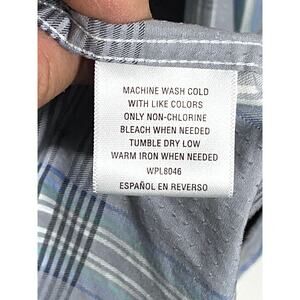 MACHINE WASH COLD
WITH LIKE COLORS
ONLY NON-CHLORINE
BLEACH WHEN NEEDED
TUMBLE DRY LOW
WARM IRON WHEN NEEDED
WPL8046
ESPAÑOL EN REVERSO